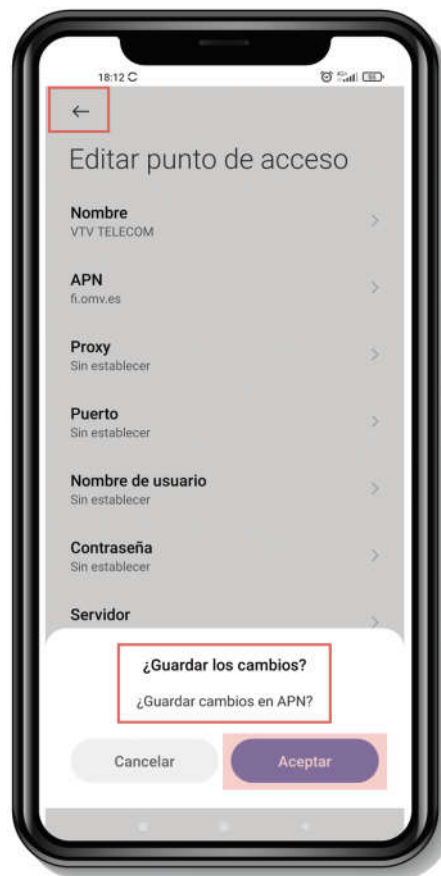 18:12
Editar punto de acceso
Nombre
VTV TELECOM
APN
fi.omv.es
Proxy
Sin establecer
Puerto
Sin establecer
Nombre de usuario
Sin establecer
Contraseña
Sin establecer
Servidor
¿Guardar los cambios?
¿Guardar cambios en APN?
Cancelar
Aceptar